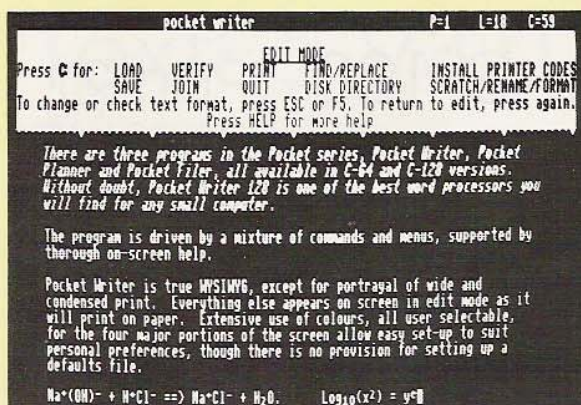 pocket writer P=1 L=18 C=59
EDIT MODE
Press C for: LOAD VERIFY PRINT FIND/REPLACE INSTALL PRINTER CODES
SAVE JOIN QUIT DISK DIRECTORY SCRATCH/RENAME/FORMAT
To change or check text format, press ESC or F5. To return to edit, press again.
Press HELP for more help
There are three programs in the Pocket series, Pocket Writer, Pocket
Planner and Pocket Filer, all available in C-64 and C-128 versions.
Without doubt, Pocket Writer 128 is one of the best word processors you
will find for any small computer.
The program is driven by a mixture of commands and menus, supported by
thorough on-screen help.
Pocket Writer is true WYSIWYG, except for portrayal of wide and
condensed print. Everything else appears on screen in edit mode as it
will print on paper. Extensive use of colours, all user selectable,
for the four major portions of the screen allow easy set-up to suit
personal preferences, though there is no provision for setting up a
defaults file.
Na⁺(OH)⁻ + H⁺Cl⁻ ==> Na⁺Cl⁻ + H₂O. Log₁₀(x²) = yᵉ